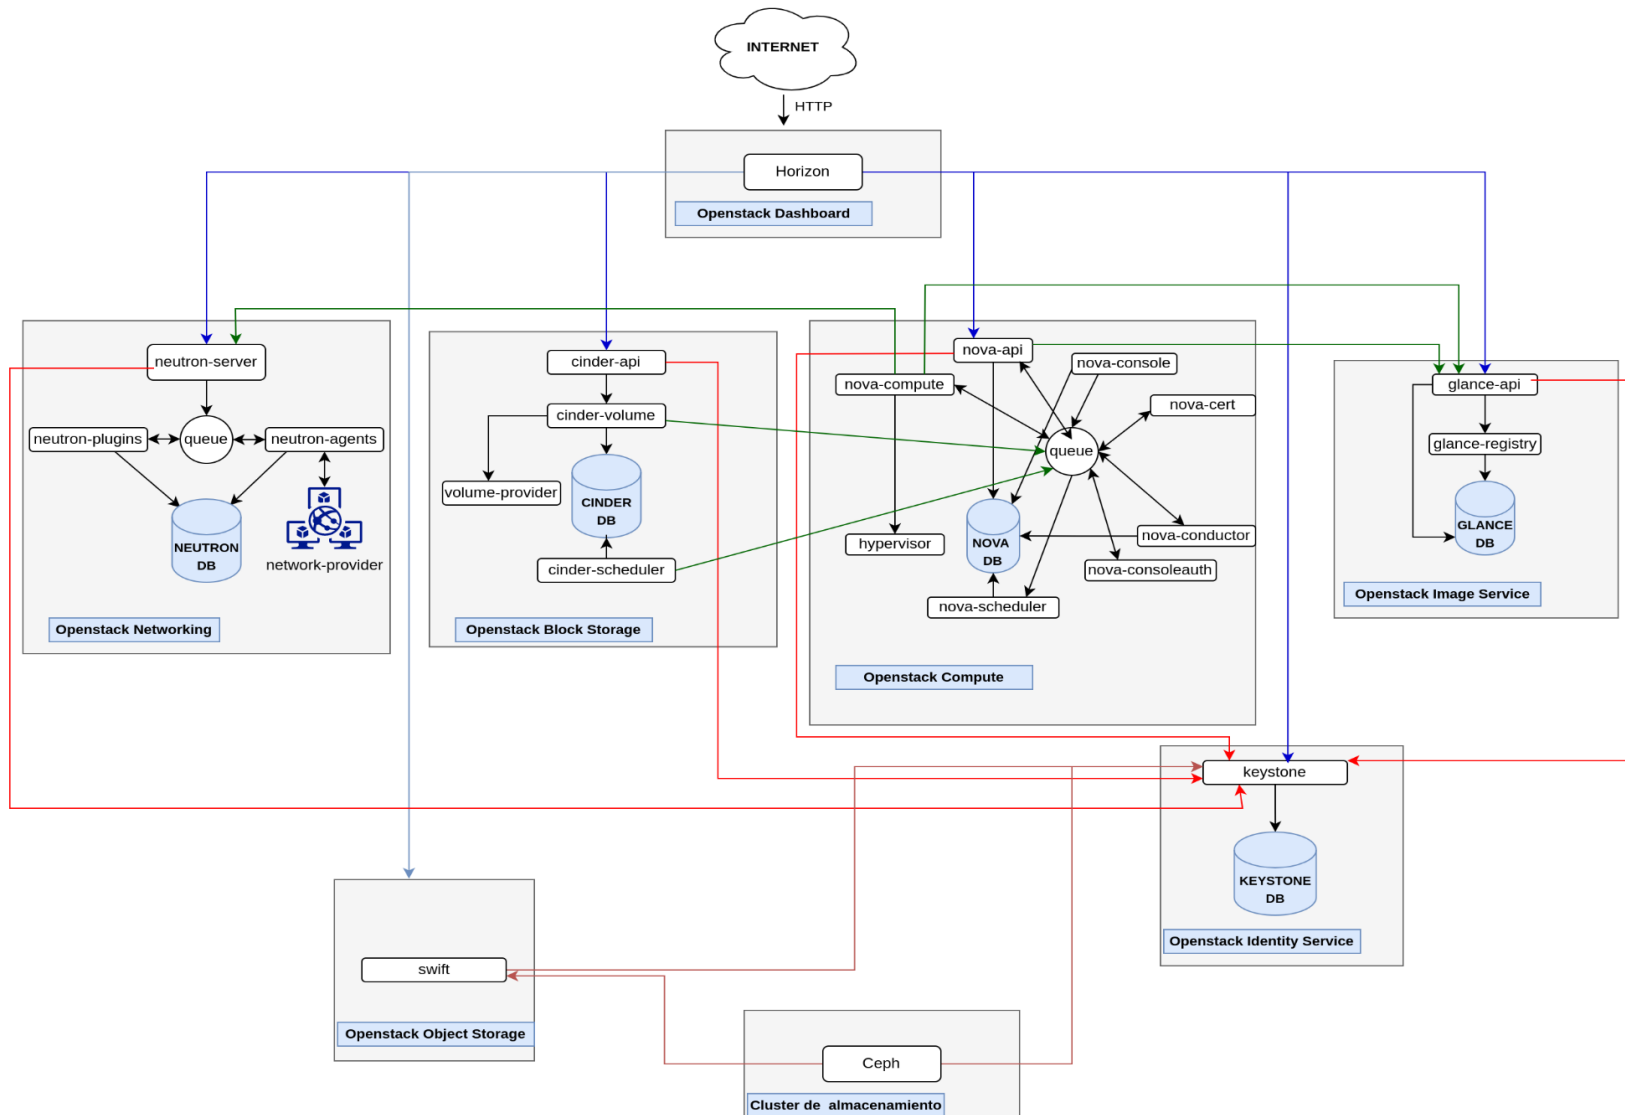 INTERNET
HTTP
Horizon
Openstack Dashboard
neutron-server
neutron-plugins
queue
neutron-agents
NEUTRON
DB
network-provider
Openstack Networking
cinder-api
cinder-volume
volume-provider
CINDER
DB
cinder-scheduler
Openstack Block Storage
nova-api
nova-console
nova-compute
nova-cert
queue
hypervisor
NOVA
DB
nova-conductor
nova-consoleauth
nova-scheduler
Openstack Compute
glance-api
glance-registry
GLANCE
DB
Openstack Image Service
keystone
KEYSTONE
DB
Openstack Identity Service
swift
Openstack Object Storage
Ceph
Cluster de almacenamiento